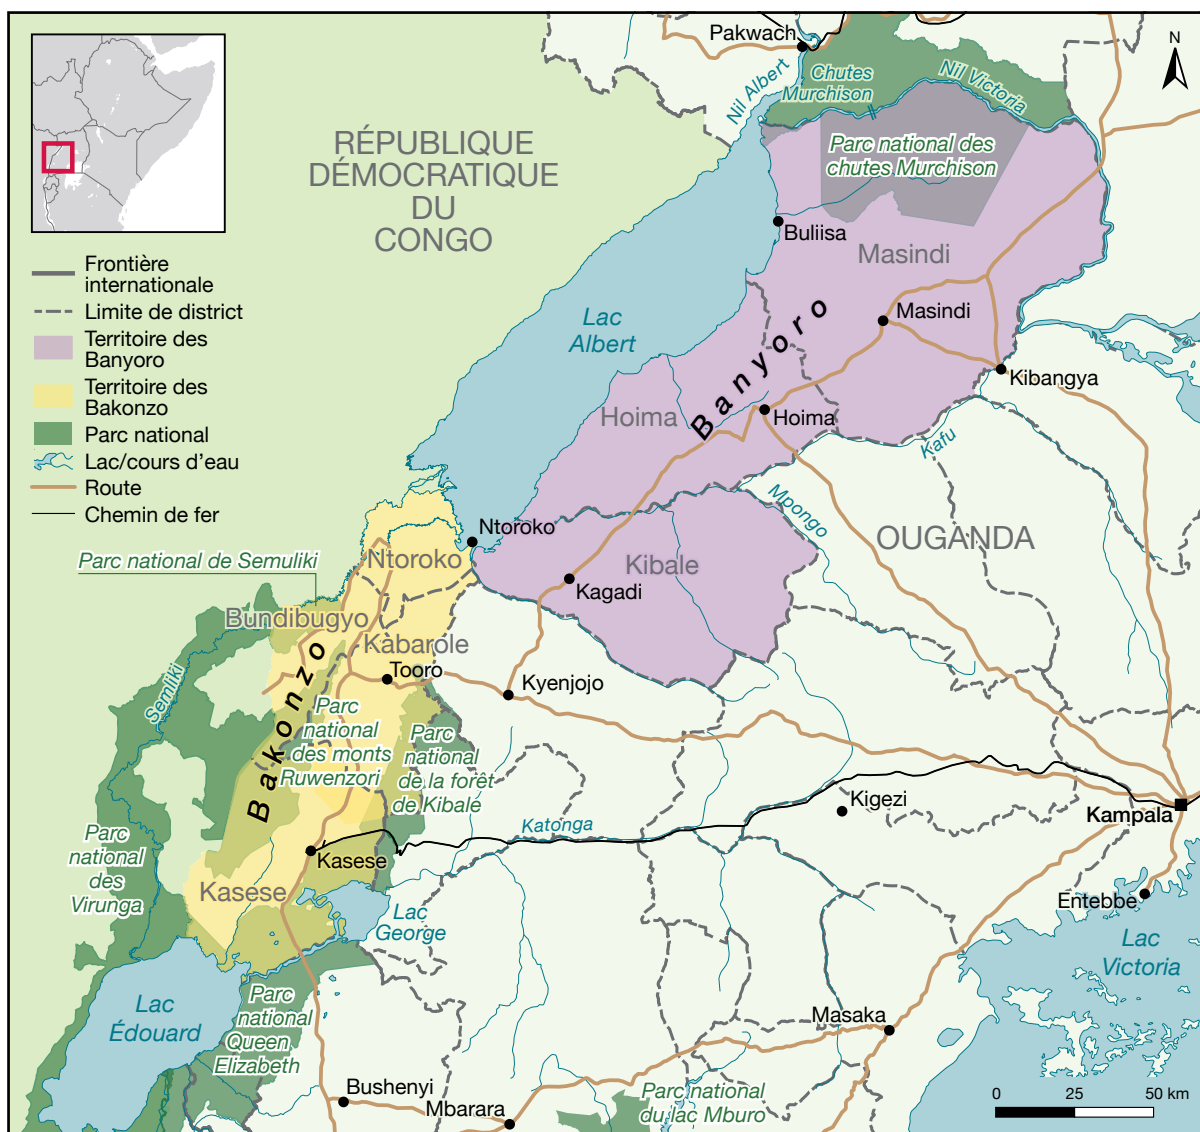 Pakwach
N
Nil Albert
Chutes
Murchison
Nil Victoria
RÉPUBLIQUE
DÉMOCRATIQUE
DU
CONGO
Parc national des
chutes Murchison
Buliisa
Masindi
Frontière
internationale
Limite de district
Territoire des
Banyoro
Territoire des
Bakonzo
Parc national
Lac/cours d'eau
Route
Chemin de fer
Lac
Albert
Masindi
Banyoro
Kibangya
Hoima
Hoima
Kafu
Mpongo
OUGANDA
Ntoroko
Parc national de Semuliki
Ntoroko
Kibale
Kagadi
Bundibugyo
Kabarole
Tooro
Kyenjojo
Semliki
Bakonzo
Parc
national
des monts
Ruwenzori
Parc
national
de la forêt
de Kibale
Kigezi
Kampala
Katonga
Parc
national
des
Virunga
Kasese
Kasese
Entebbe
Lac
George
Lac
Victoria
Lac
Édouard
Parc
national
Queen
Elizabeth
Masaka
Bushenyi
Mbarara
Parc national
du lac Mburo
0 25 50 km